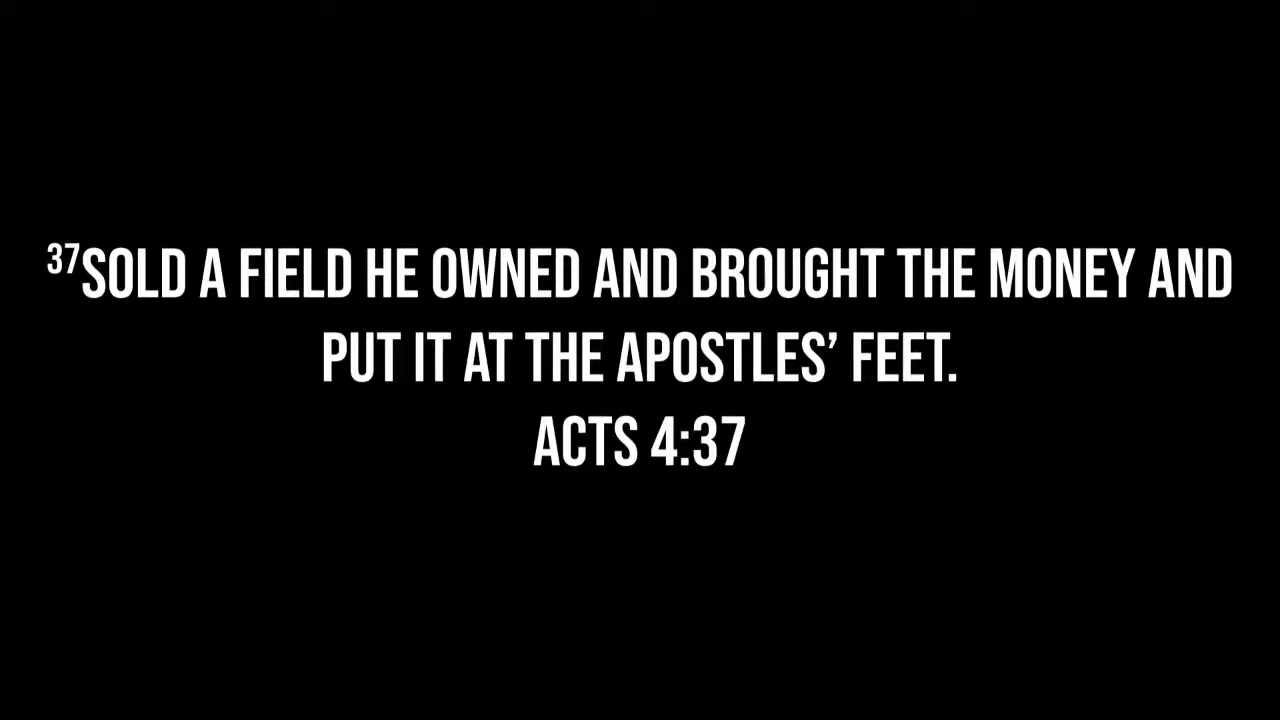 ³⁷SOLD A FIELD HE OWNED AND BROUGHT THE MONEY AND
PUT IT AT THE APOSTLES’ FEET.
ACTS 4:37